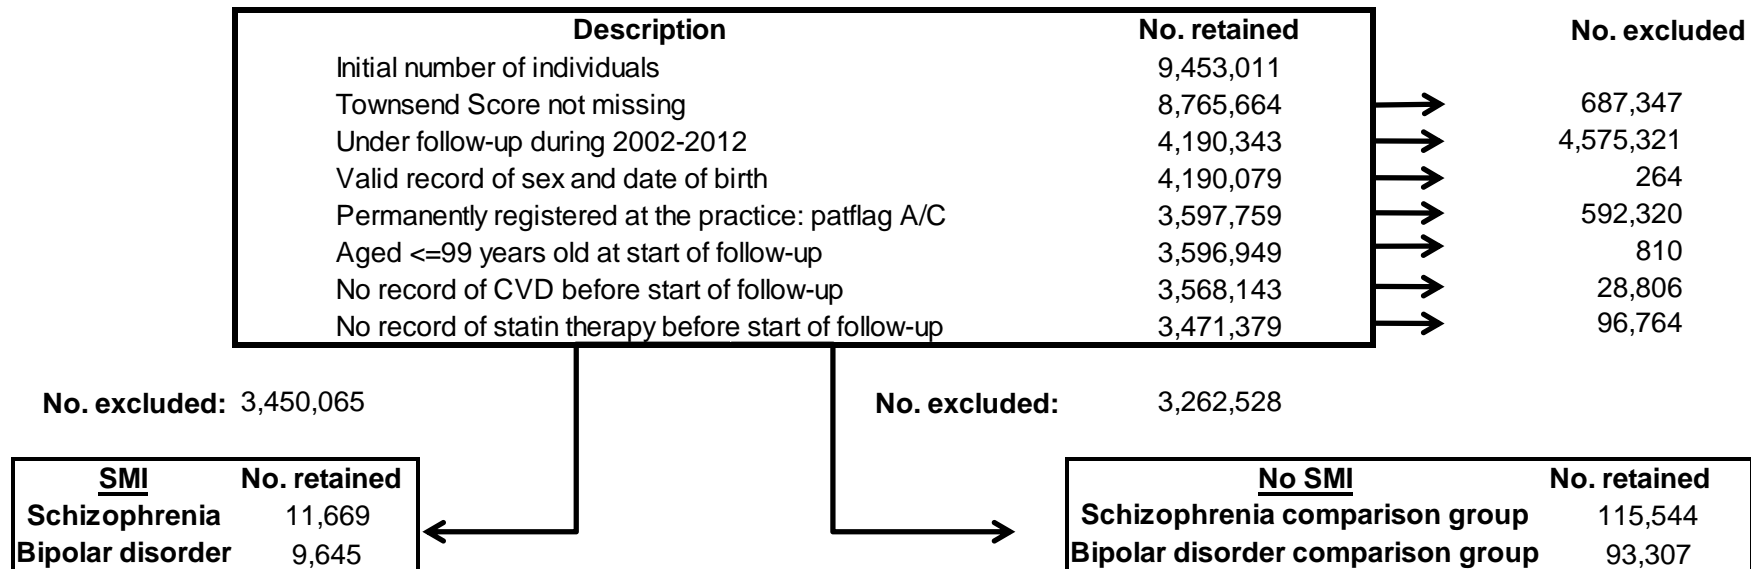 Description No. retained No. excluded
Initial number of individuals 9,453,011
Townsend Score not missing 8,765,664 687,347
Under follow-up during 2002-2012 4,190,343 4,575,321
Valid record of sex and date of birth 4,190,079 264
Permanently registered at the practice: patflag A/C 3,597,759 592,320
Aged <=99 years old at start of follow-up 3,596,949 810
No record of CVD before start of follow-up 3,568,143 28,806
No record of statin therapy before start of follow-up 3,471,379 96,764
No. excluded: 3,450,065 No. excluded: 3,262,528
SMI No. retained
Schizophrenia 11,669
Bipolar disorder 9,645
No SMI No. retained
Schizophrenia comparison group 115,544
Bipolar disorder comparison group 93,307